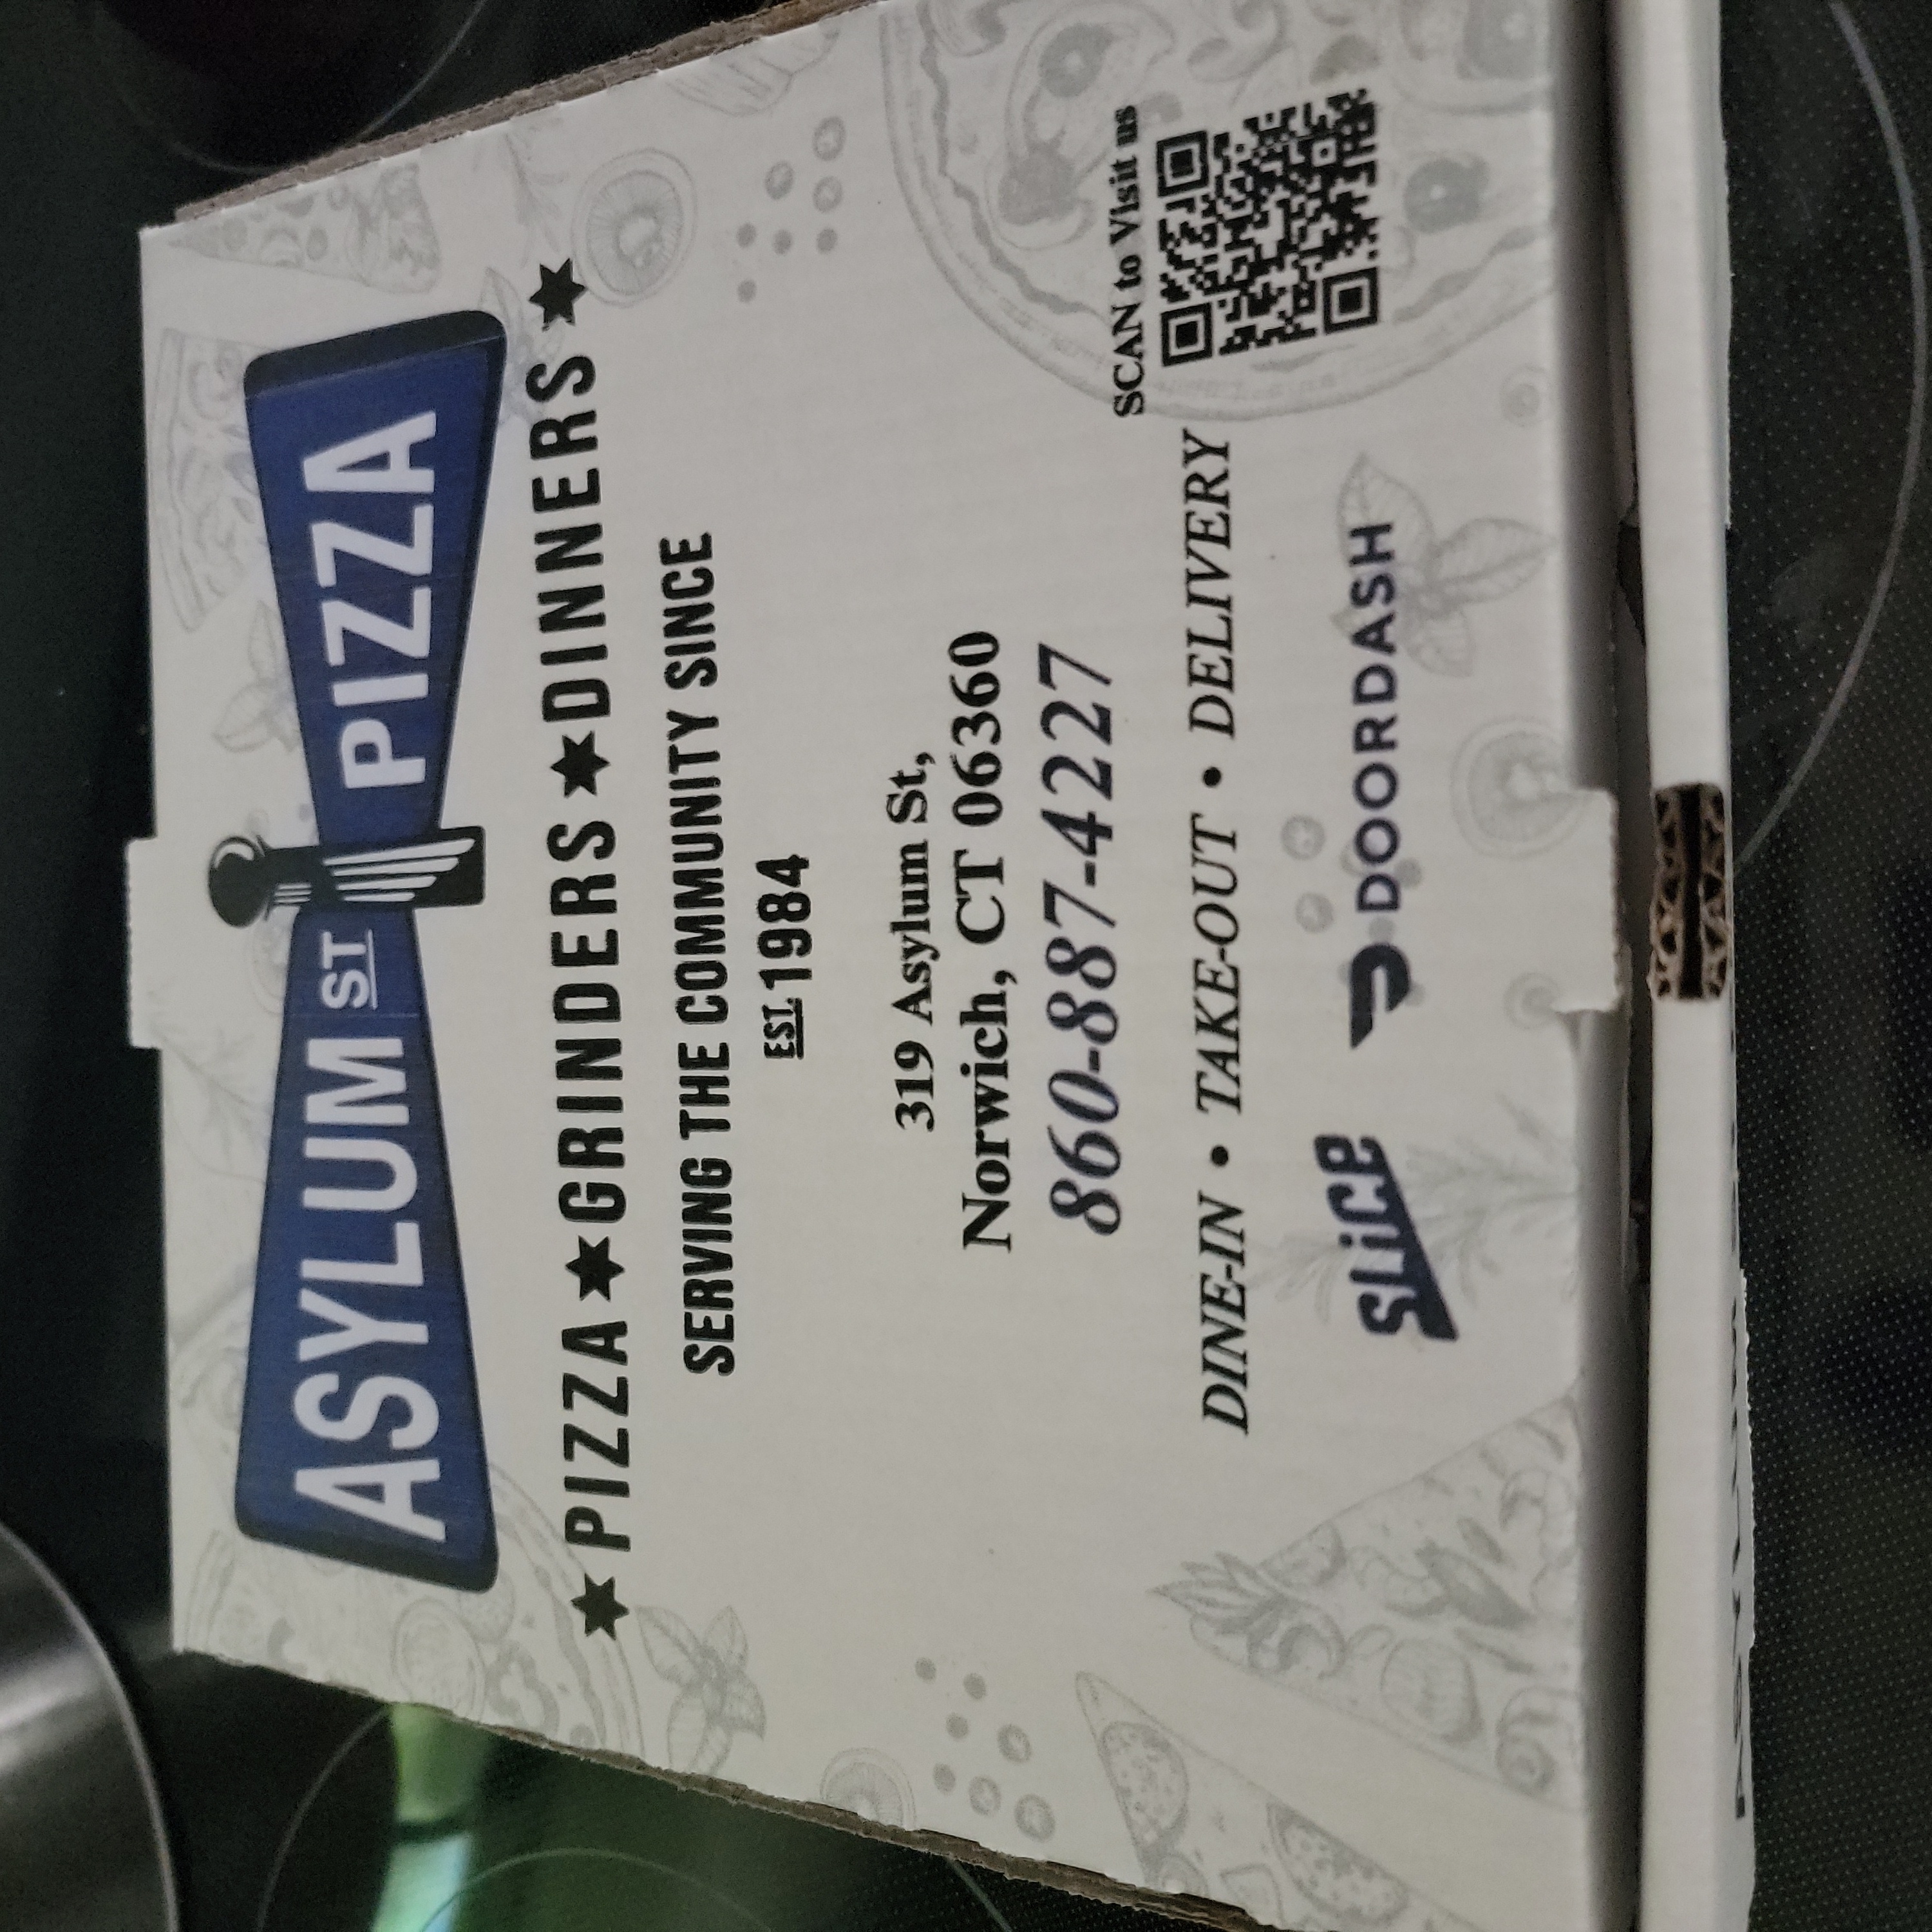 ASYLUM ST PIZZA
★ PIZZA ★ GRINDERS ★ DINNERS ★
SERVING THE COMMUNITY SINCE
EST. 1984
319 Asylum St,
Norwich, CT 06360
860-887-4227
SCAN to Visit us
DINE-IN • TAKE-OUT • DELIVERY
slice DOORDASH